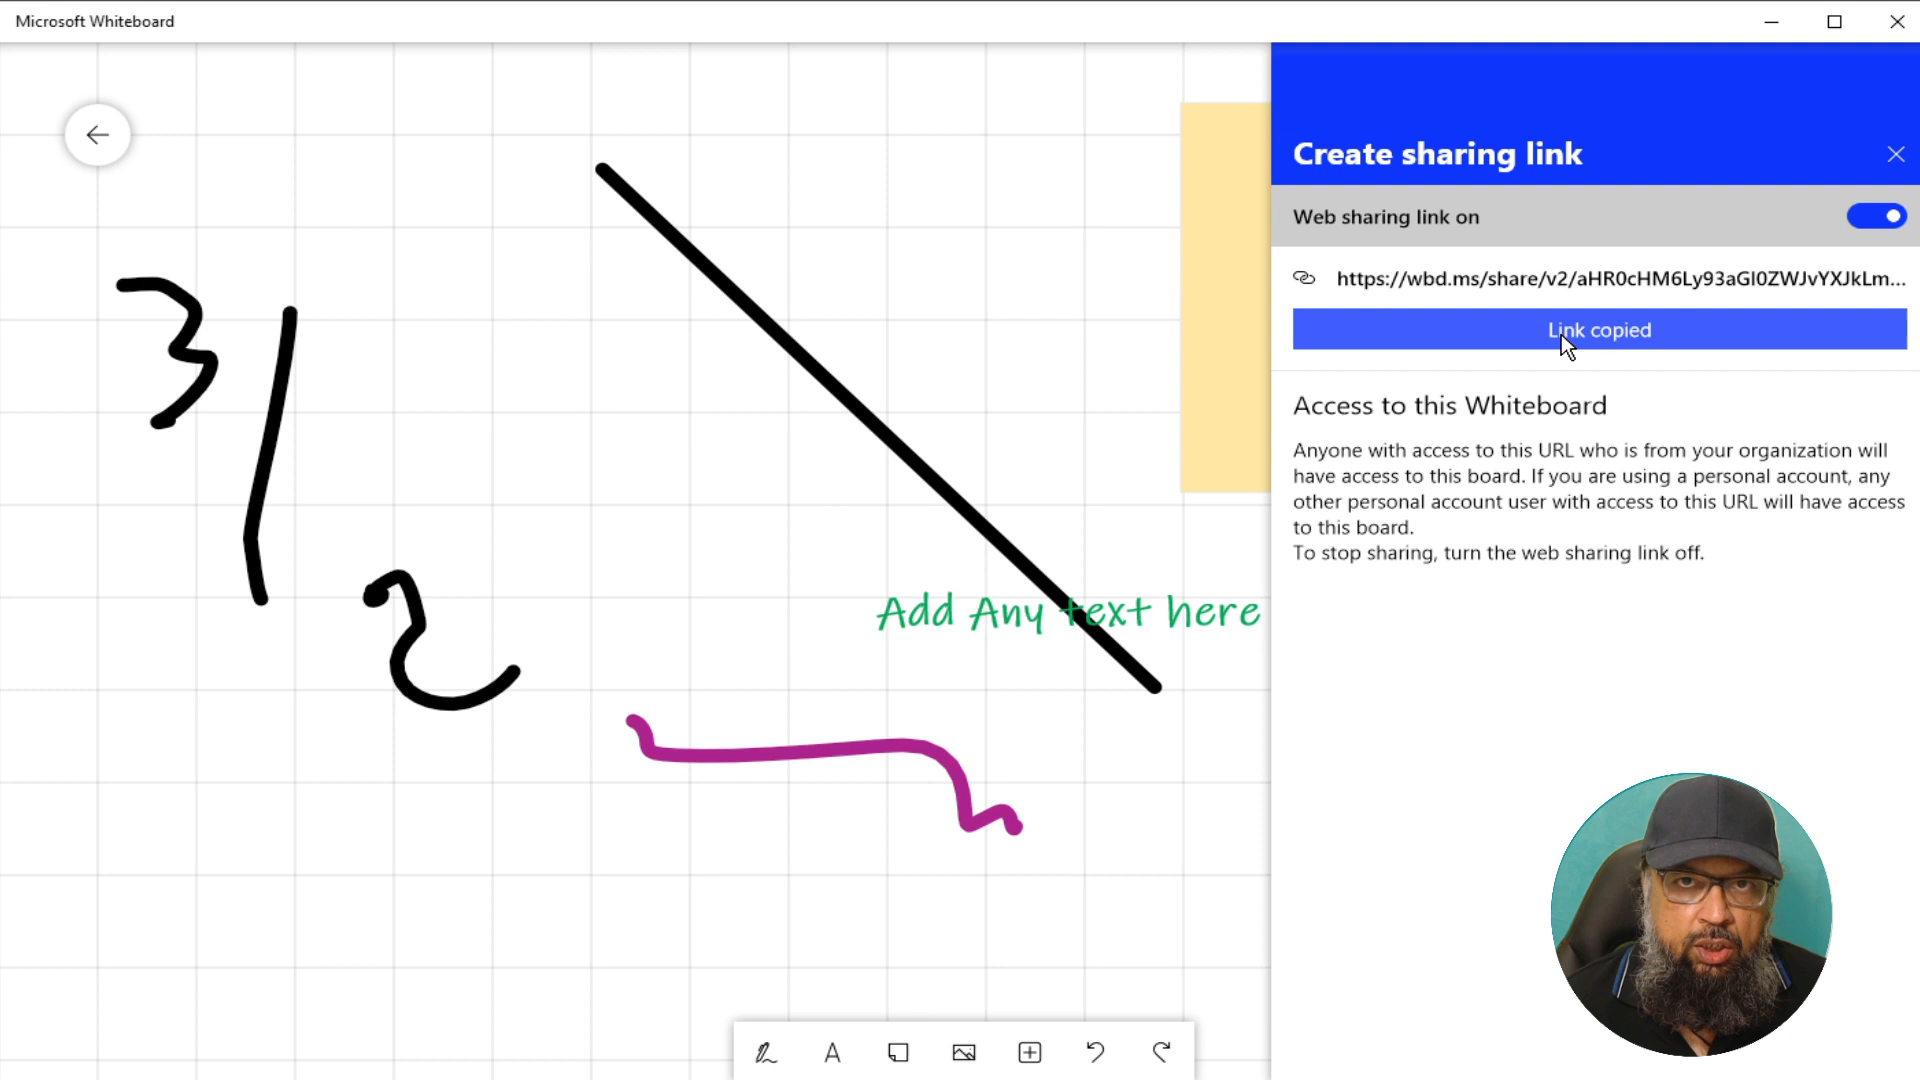 Microsoft Whiteboard
3/2
Add Any text here
Create sharing link
Web sharing link on
https://wbd.ms/share/v2/aHR0cHM6Ly93aGl0ZWJvYXJkLm...
Link copied
Access to this Whiteboard
Anyone with access to this URL who is from your organization will
have access to this board. If you are using a personal account, any
other personal account user with access to this URL will have access
to this board.
To stop sharing, turn the web sharing link off.
A